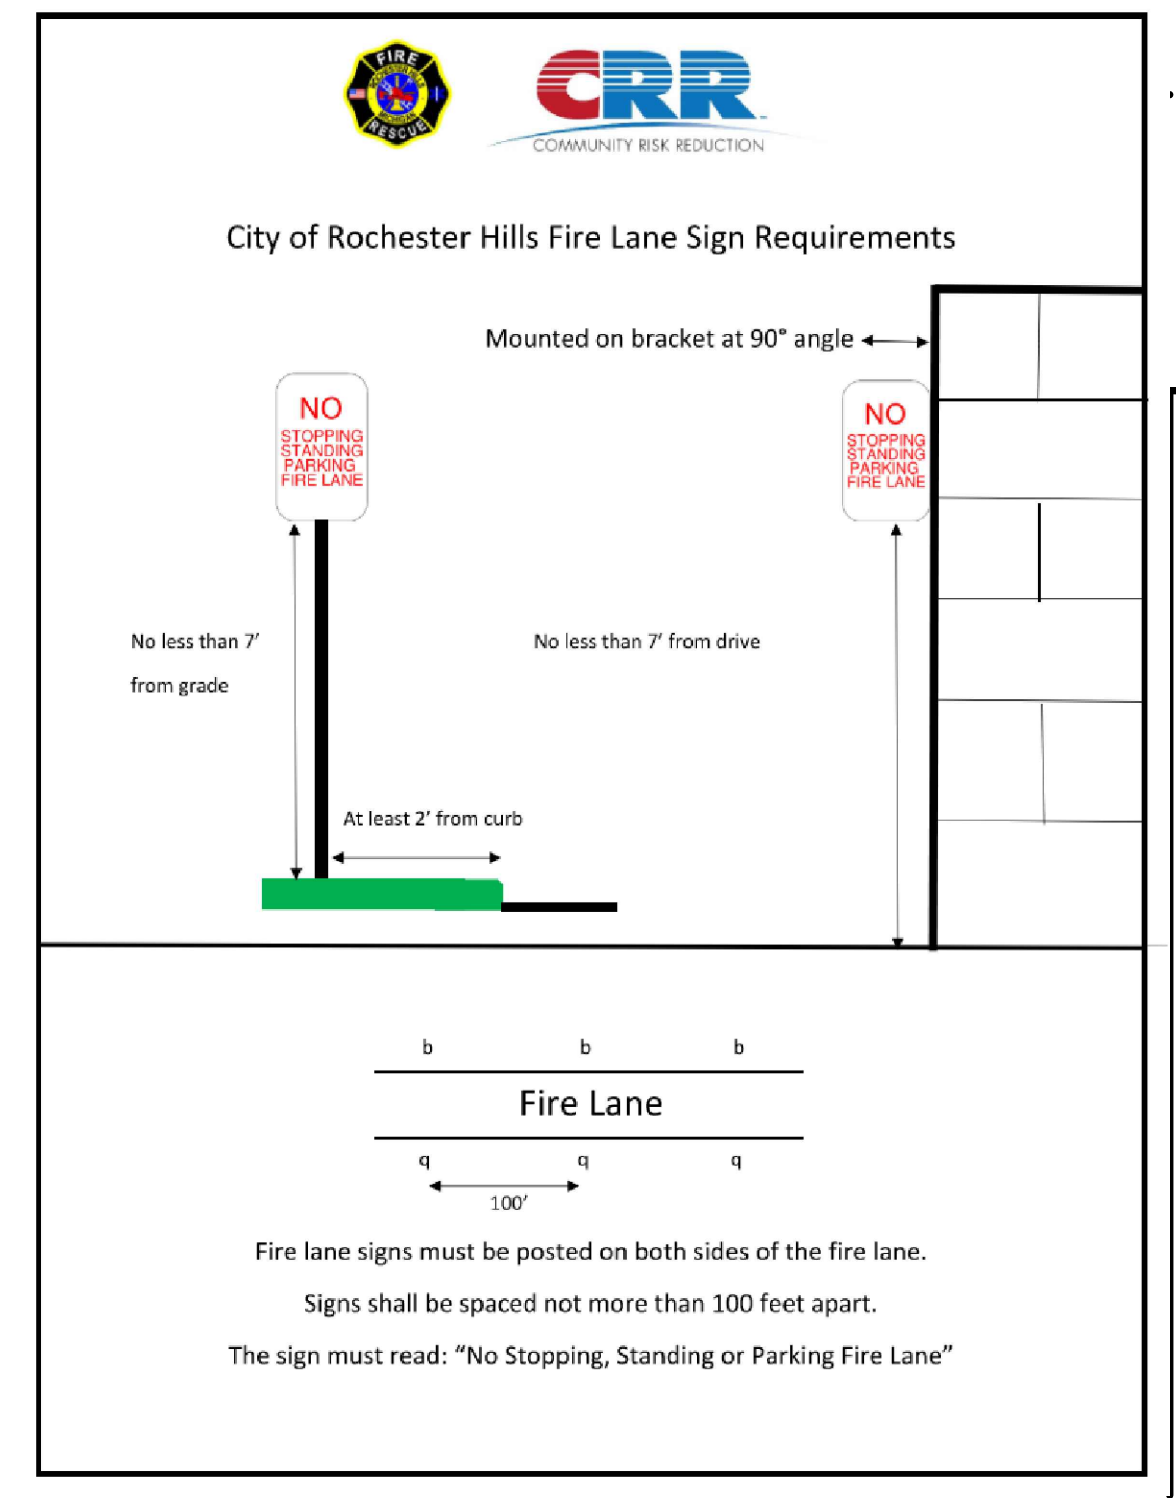 FIRE
ROCHESTER HILLS
MICHIGAN
RESCUE
CRR
COMMUNITY RISK REDUCTION
City of Rochester Hills Fire Lane Sign Requirements
Mounted on bracket at 90° angle
NO
STOPPING
STANDING
PARKING
FIRE LANE
NO
STOPPING
STANDING
PARKING
FIRE LANE
No less than 7’
from grade
No less than 7’ from drive
At least 2’ from curb
b b b
Fire Lane
q q q
100’
Fire lane signs must be posted on both sides of the fire lane.
Signs shall be spaced not more than 100 feet apart.
The sign must read: “No Stopping, Standing or Parking Fire Lane”